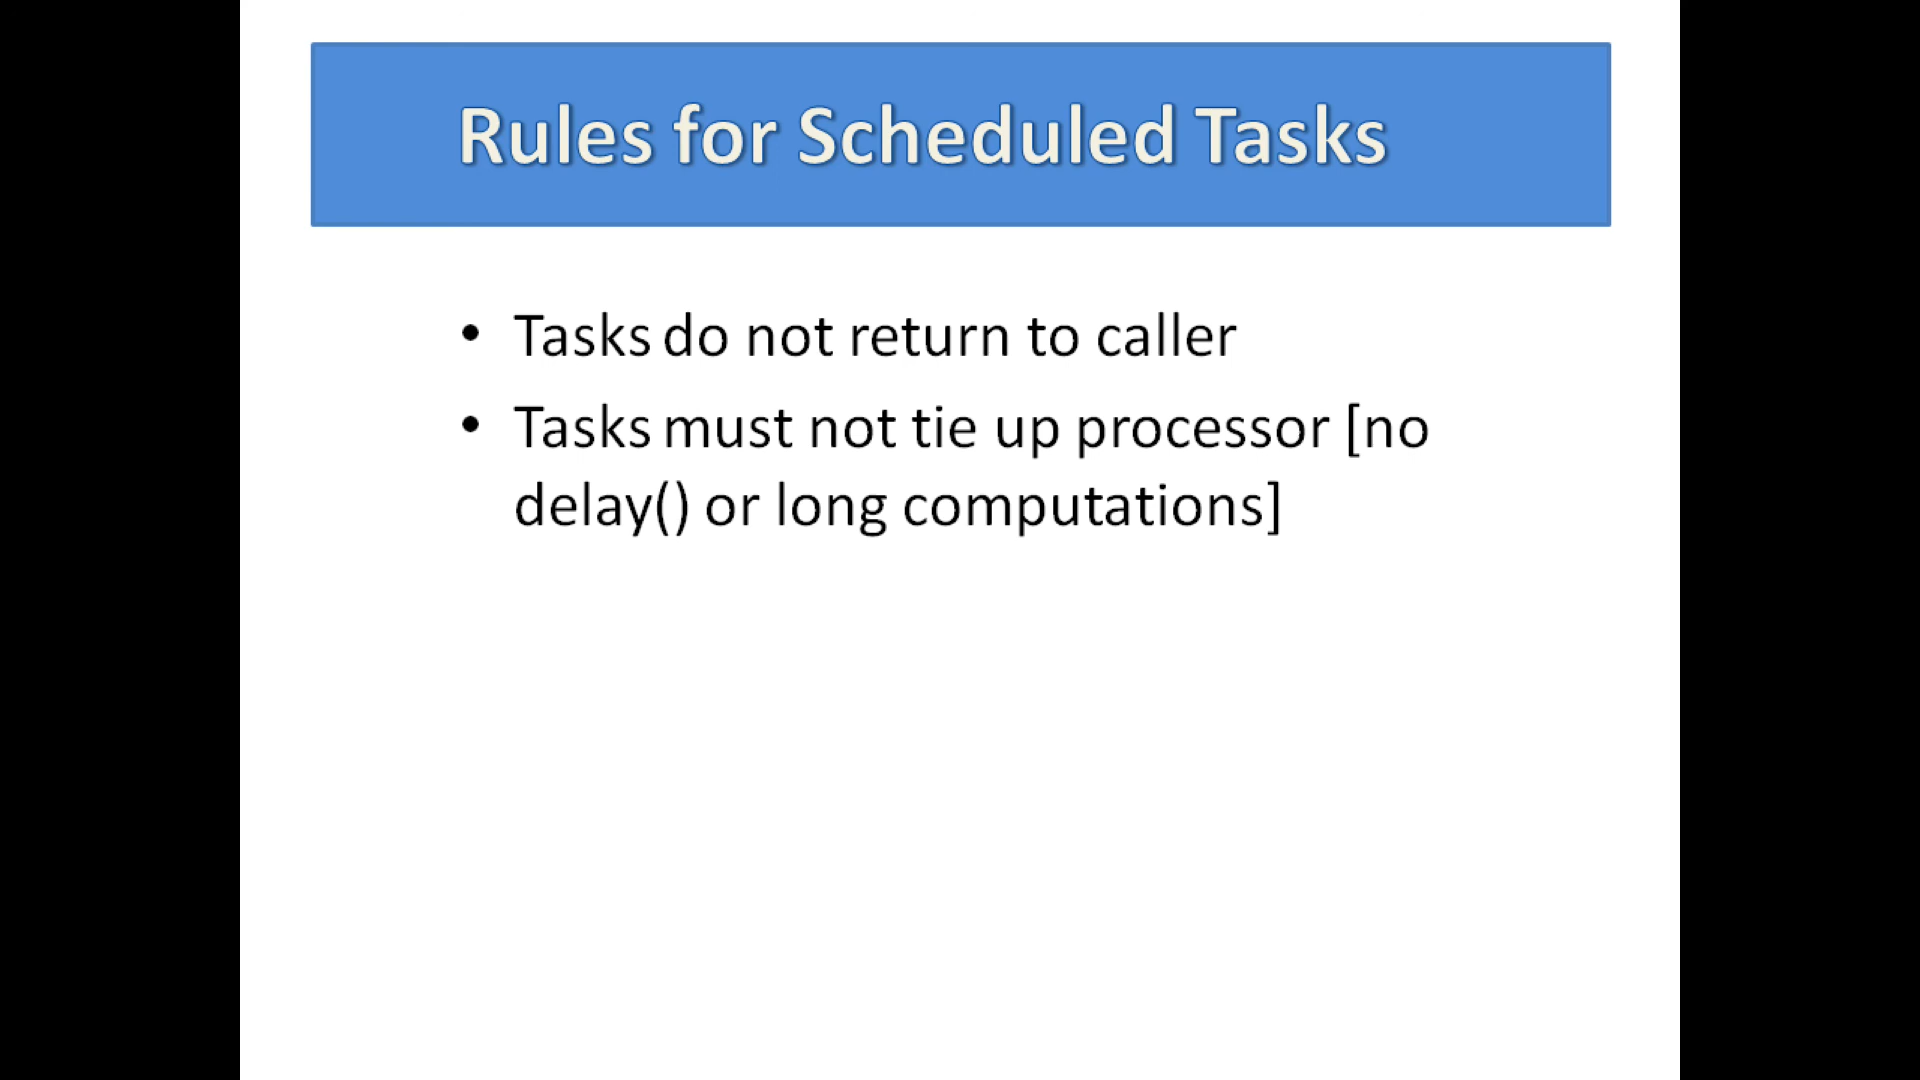 Rules for Scheduled Tasks
• Tasks do not return to caller
• Tasks must not tie up processor [no
delay() or long computations]